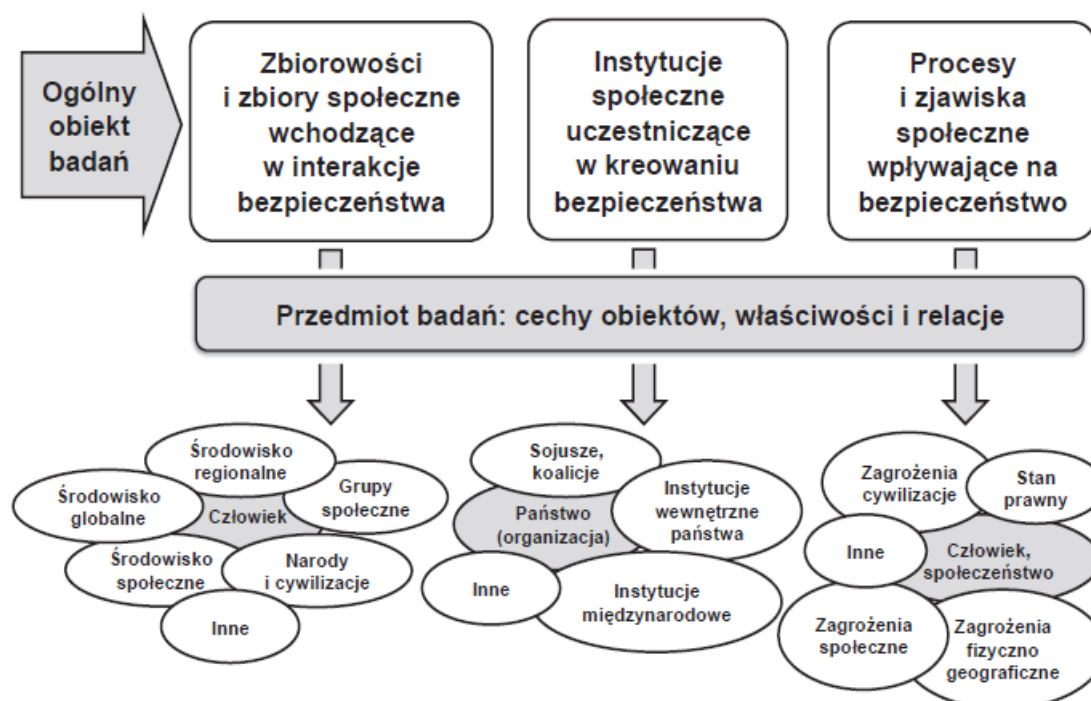 Ogólny
obiekt
badań
Zbiorowości
i zbiory społeczne
wchodzące
w interakcje
bezpieczeństwa
Instytucje
społeczne
uczestniczące
w kreowaniu
bezpieczeństwa
Procesy
i zjawiska
społeczne
wpływające na
bezpieczeństwo
Przedmiot badań: cechy obiektów, właściwości i relacje
Środowisko
regionalne
Grupy
społeczne
Środowisko
globalne
Człowiek
Środowisko
społeczne
Narody
i cywilizacje
Inne
Sojusze,
koalicje
Instytucje
wewnętrzne
państwa
Państwo
(organizacja)
Inne
Instytucje
międzynarodowe
Zagrożenia
cywilizacje
Stan
prawny
Inne
Człowiek,
społeczeństwo
Zagrożenia
społeczne
Zagrożenia
fizyczno
geograficzne